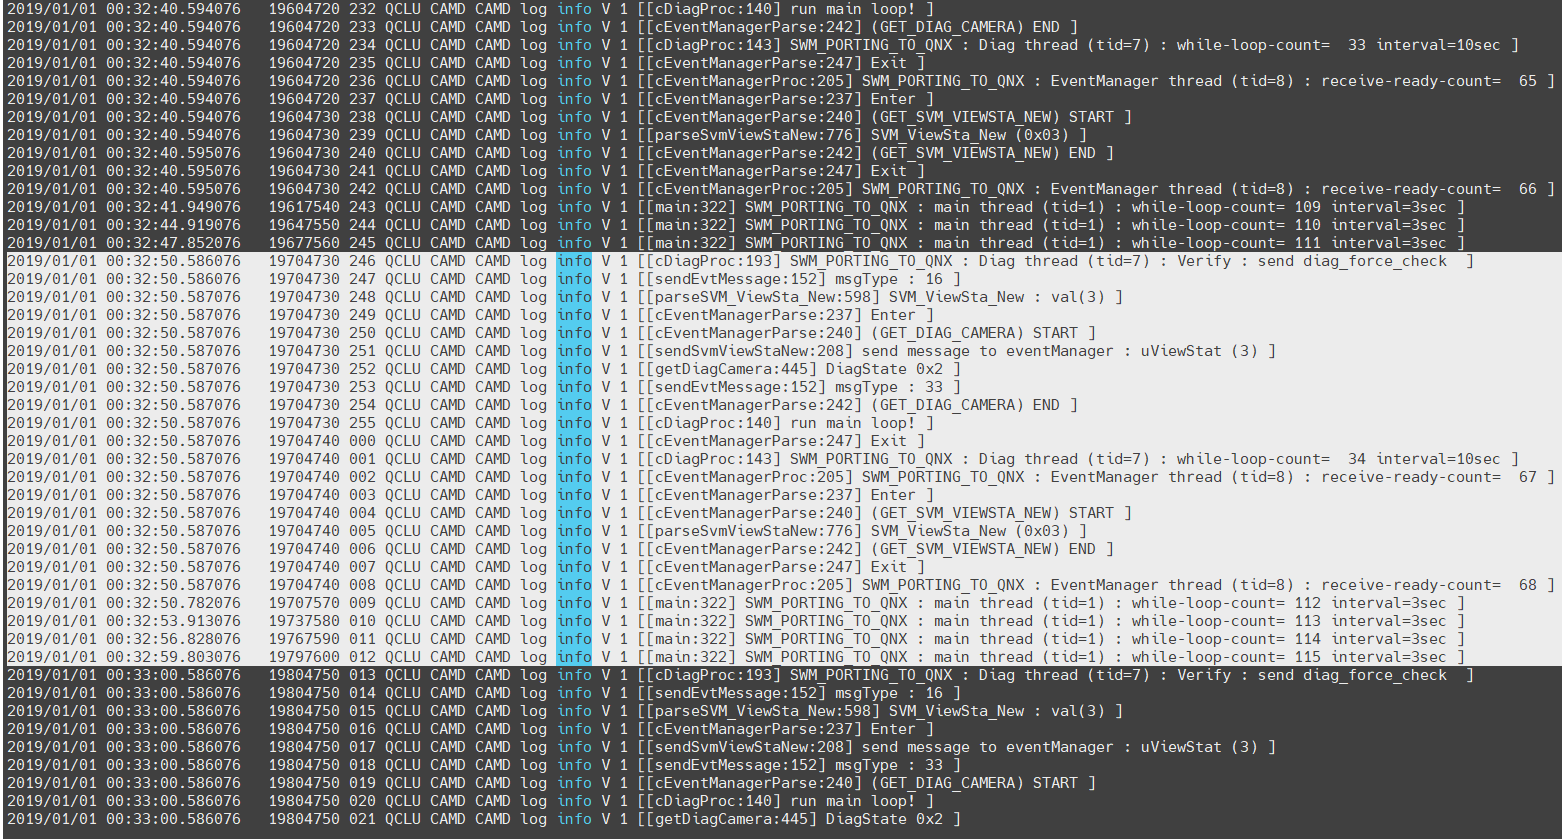 2019/01/01 00:32:40.594076   19604720 232 QCLU CAMD CAMD log info V 1 [[cDiagProc:140] run main loop! ]
2019/01/01 00:32:40.594076   19604720 233 QCLU CAMD CAMD log info V 1 [[cEventManagerParse:242] (GET_DIAG_CAMERA) END ]
2019/01/01 00:32:40.594076   19604720 234 QCLU CAMD CAMD log info V 1 [[cDiagProc:143] SWM_PORTING_TO_QNX : Diag thread (tid=7) : while-loop-count=  33 interval=10sec ]
2019/01/01 00:32:40.594076   19604720 235 QCLU CAMD CAMD log info V 1 [[cEventManagerParse:247] Exit ]
2019/01/01 00:32:40.594076   19604720 236 QCLU CAMD CAMD log info V 1 [[cEventManagerProc:205] SWM_PORTING_TO_QNX : EventManager thread (tid=8) : receive-ready-count=  65 ]
2019/01/01 00:32:40.594076   19604720 237 QCLU CAMD CAMD log info V 1 [[cEventManagerParse:237] Enter ]
2019/01/01 00:32:40.594076   19604730 238 QCLU CAMD CAMD log info V 1 [[cEventManagerParse:240] (GET_SVM_VIEWSTA_NEW) START ]
2019/01/01 00:32:40.594076   19604730 239 QCLU CAMD CAMD log info V 1 [[parseSvmViewStaNew:776] SVM_ViewSta_New (0x03) ]
2019/01/01 00:32:40.595076   19604730 240 QCLU CAMD CAMD log info V 1 [[cEventManagerParse:242] (GET_SVM_VIEWSTA_NEW) END ]
2019/01/01 00:32:40.595076   19604730 241 QCLU CAMD CAMD log info V 1 [[cEventManagerParse:247] Exit ]
2019/01/01 00:32:40.595076   19604730 242 QCLU CAMD CAMD log info V 1 [[cEventManagerProc:205] SWM_PORTING_TO_QNX : EventManager thread (tid=8) : receive-ready-count=  66 ]
2019/01/01 00:32:41.949076   19617540 243 QCLU CAMD CAMD log info V 1 [[main:322] SWM_PORTING_TO_QNX : main thread (tid=1) : while-loop-count= 109 interval=3sec ]
2019/01/01 00:32:44.919076   19647550 244 QCLU CAMD CAMD log info V 1 [[main:322] SWM_PORTING_TO_QNX : main thread (tid=1) : while-loop-count= 110 interval=3sec ]
2019/01/01 00:32:47.852076   19677560 245 QCLU CAMD CAMD log info V 1 [[main:322] SWM_PORTING_TO_QNX : main thread (tid=1) : while-loop-count= 111 interval=3sec ]
2019/01/01 00:32:50.586076   19704730 246 QCLU CAMD CAMD log info V 1 [[cDiagProc:193] SWM_PORTING_TO_QNX : Diag thread (tid=7) : Verify : send diag_force_check  ]
2019/01/01 00:32:50.586076   19704730 247 QCLU CAMD CAMD log info V 1 [[sendEvtMessage:152] msgType : 16 ]
2019/01/01 00:32:50.587076   19704730 248 QCLU CAMD CAMD log info V 1 [[parseSVM_ViewSta_New:598] SVM_ViewSta_New : val(3) ]
2019/01/01 00:32:50.587076   19704730 249 QCLU CAMD CAMD log info V 1 [[cEventManagerParse:237] Enter ]
2019/01/01 00:32:50.587076   19704730 250 QCLU CAMD CAMD log info V 1 [[cEventManagerParse:240] (GET_DIAG_CAMERA) START ]
2019/01/01 00:32:50.587076   19704730 251 QCLU CAMD CAMD log info V 1 [[sendSvmViewStaNew:208] send message to eventManager : uViewStat (3) ]
2019/01/01 00:32:50.587076   19704730 252 QCLU CAMD CAMD log info V 1 [[getDiagCamera:445] DiagState 0x2 ]
2019/01/01 00:32:50.587076   19704730 253 QCLU CAMD CAMD log info V 1 [[sendEvtMessage:152] msgType : 33 ]
2019/01/01 00:32:50.587076   19704730 254 QCLU CAMD CAMD log info V 1 [[cEventManagerParse:242] (GET_DIAG_CAMERA) END ]
2019/01/01 00:32:50.587076   19704730 255 QCLU CAMD CAMD log info V 1 [[cDiagProc:140] run main loop! ]
2019/01/01 00:32:50.587076   19704740 000 QCLU CAMD CAMD log info V 1 [[cEventManagerParse:247] Exit ]
2019/01/01 00:32:50.587076   19704740 001 QCLU CAMD CAMD log info V 1 [[cDiagProc:143] SWM_PORTING_TO_QNX : Diag thread (tid=7) : while-loop-count=  34 interval=10sec ]
2019/01/01 00:32:50.587076   19704740 002 QCLU CAMD CAMD log info V 1 [[cEventManagerProc:205] SWM_PORTING_TO_QNX : EventManager thread (tid=8) : receive-ready-count=  67 ]
2019/01/01 00:32:50.587076   19704740 003 QCLU CAMD CAMD log info V 1 [[cEventManagerParse:237] Enter ]
2019/01/01 00:32:50.587076   19704740 004 QCLU CAMD CAMD log info V 1 [[cEventManagerParse:240] (GET_SVM_VIEWSTA_NEW) START ]
2019/01/01 00:32:50.587076   19704740 005 QCLU CAMD CAMD log info V 1 [[parseSvmViewStaNew:776] SVM_ViewSta_New (0x03) ]
2019/01/01 00:32:50.587076   19704740 006 QCLU CAMD CAMD log info V 1 [[cEventManagerParse:242] (GET_SVM_VIEWSTA_NEW) END ]
2019/01/01 00:32:50.587076   19704740 007 QCLU CAMD CAMD log info V 1 [[cEventManagerParse:247] Exit ]
2019/01/01 00:32:50.587076   19704740 008 QCLU CAMD CAMD log info V 1 [[cEventManagerProc:205] SWM_PORTING_TO_QNX : EventManager thread (tid=8) : receive-ready-count=  68 ]
2019/01/01 00:32:50.782076   19707570 009 QCLU CAMD CAMD log info V 1 [[main:322] SWM_PORTING_TO_QNX : main thread (tid=1) : while-loop-count= 112 interval=3sec ]
2019/01/01 00:32:53.913076   19737580 010 QCLU CAMD CAMD log info V 1 [[main:322] SWM_PORTING_TO_QNX : main thread (tid=1) : while-loop-count= 113 interval=3sec ]
2019/01/01 00:32:56.828076   19767590 011 QCLU CAMD CAMD log info V 1 [[main:322] SWM_PORTING_TO_QNX : main thread (tid=1) : while-loop-count= 114 interval=3sec ]
2019/01/01 00:32:59.803076   19797600 012 QCLU CAMD CAMD log info V 1 [[main:322] SWM_PORTING_TO_QNX : main thread (tid=1) : while-loop-count= 115 interval=3sec ]
2019/01/01 00:33:00.586076   19804750 013 QCLU CAMD CAMD log info V 1 [[cDiagProc:193] SWM_PORTING_TO_QNX : Diag thread (tid=7) : Verify : send diag_force_check  ]
2019/01/01 00:33:00.586076   19804750 014 QCLU CAMD CAMD log info V 1 [[sendEvtMessage:152] msgType : 16 ]
2019/01/01 00:33:00.586076   19804750 015 QCLU CAMD CAMD log info V 1 [[parseSVM_ViewSta_New:598] SVM_ViewSta_New : val(3) ]
2019/01/01 00:33:00.586076   19804750 016 QCLU CAMD CAMD log info V 1 [[cEventManagerParse:237] Enter ]
2019/01/01 00:33:00.586076   19804750 017 QCLU CAMD CAMD log info V 1 [[sendSvmViewStaNew:208] send message to eventManager : uViewStat (3) ]
2019/01/01 00:33:00.586076   19804750 018 QCLU CAMD CAMD log info V 1 [[sendEvtMessage:152] msgType : 33 ]
2019/01/01 00:33:00.586076   19804750 019 QCLU CAMD CAMD log info V 1 [[cEventManagerParse:240] (GET_DIAG_CAMERA) START ]
2019/01/01 00:33:00.586076   19804750 020 QCLU CAMD CAMD log info V 1 [[cDiagProc:140] run main loop! ]
2019/01/01 00:33:00.586076   19804750 021 QCLU CAMD CAMD log info V 1 [[getDiagCamera:445] DiagState 0x2 ]